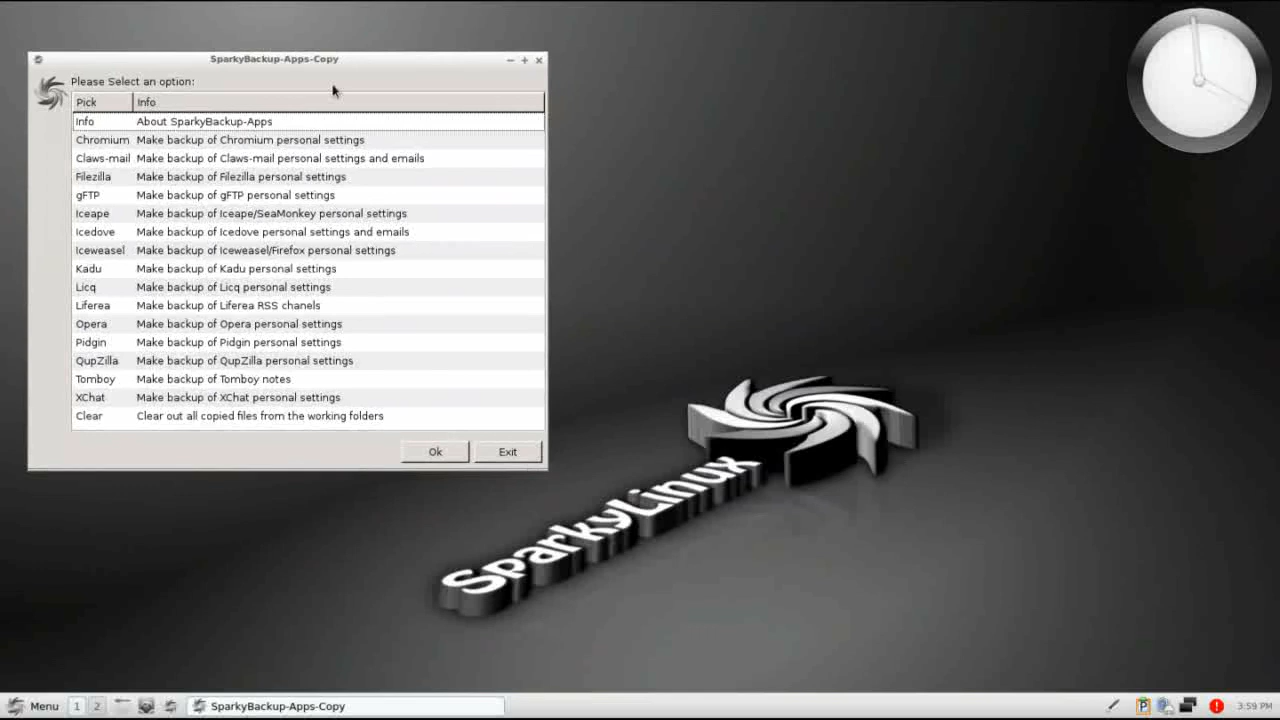 SparkyBackup-Apps-Copy
Please Select an option:
Pick Info
Info About SparkyBackup-Apps
Chromium Make backup of Chromium personal settings
Claws-mail Make backup of Claws-mail personal settings and emails
Filezilla Make backup of Filezilla personal settings
gFTP Make backup of gFTP personal settings
Iceape Make backup of Iceape/SeaMonkey personal settings
Icedove Make backup of Icedove personal settings and emails
Iceweasel Make backup of Iceweasel/Firefox personal settings
Kadu Make backup of Kadu personal settings
Licq Make backup of Licq personal settings
Liferea Make backup of Liferea RSS chanels
Opera Make backup of Opera personal settings
Pidgin Make backup of Pidgin personal settings
QupZilla Make backup of QupZilla personal settings
Tomboy Make backup of Tomboy notes
XChat Make backup of XChat personal settings
Clear Clear out all copied files from the working folders
Ok Exit
SparkyLinux
Menu 1 2 SparkyBackup-Apps-Copy P 3:59 PM